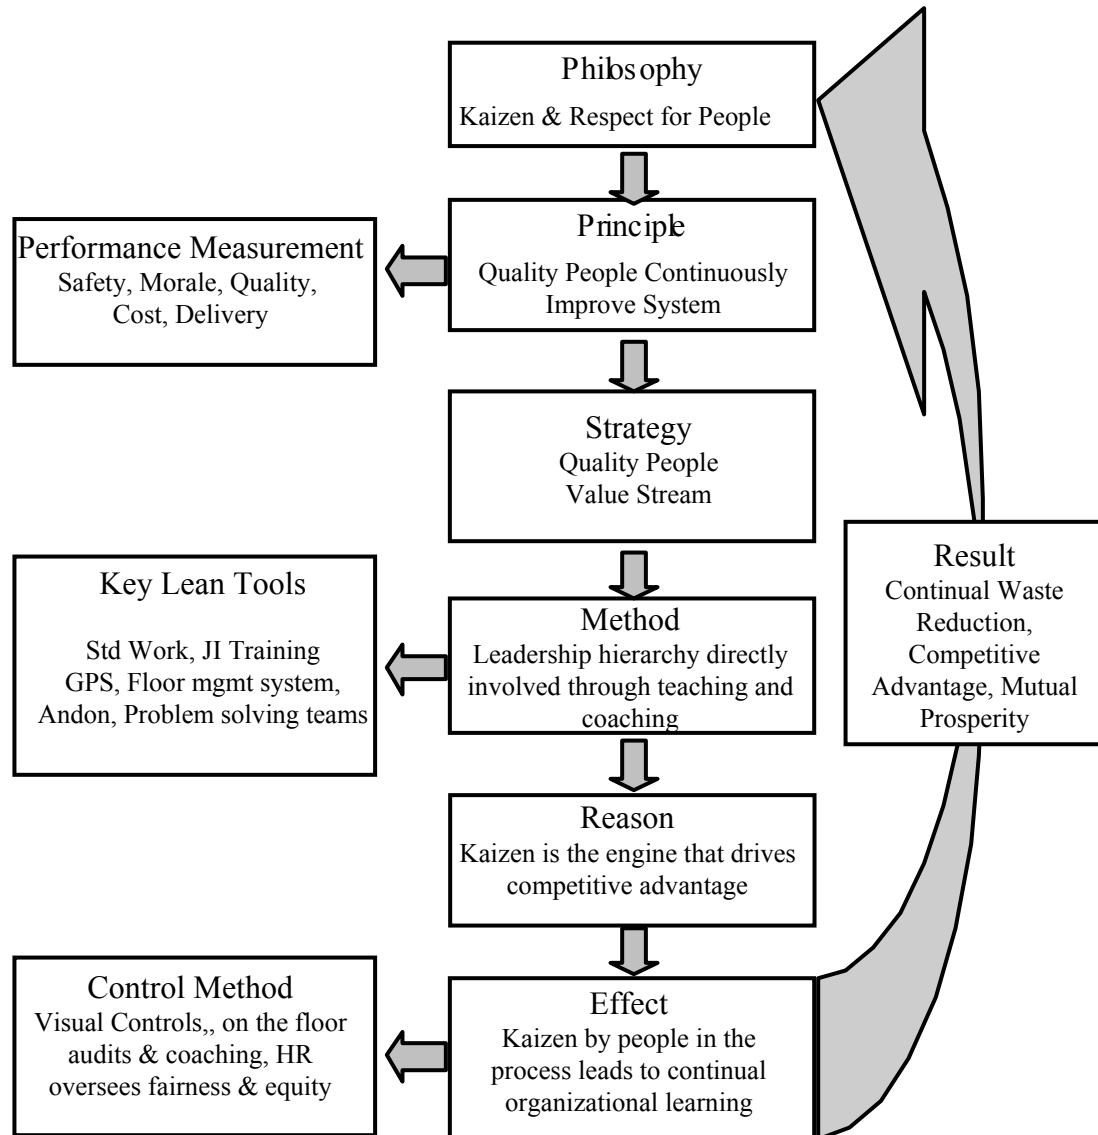 Philosophy
Kaizen & Respect for People
Principle
Quality People Continuously
Improve System
Performance Measurement
Safety, Morale, Quality,
Cost, Delivery
Strategy
Quality People
Value Stream
Method
Leadership hierarchy directly
involved through teaching and
coaching
Key Lean Tools
Std Work, JI Training
GPS, Floor mgmt system,
Andon, Problem solving teams
Result
Continual Waste
Reduction,
Competitive
Advantage, Mutual
Prosperity
Reason
Kaizen is the engine that drives
competitive advantage
Effect
Kaizen by people in the
process leads to continual
organizational learning
Control Method
Visual Controls,, on the floor
audits & coaching, HR
oversees fairness & equity